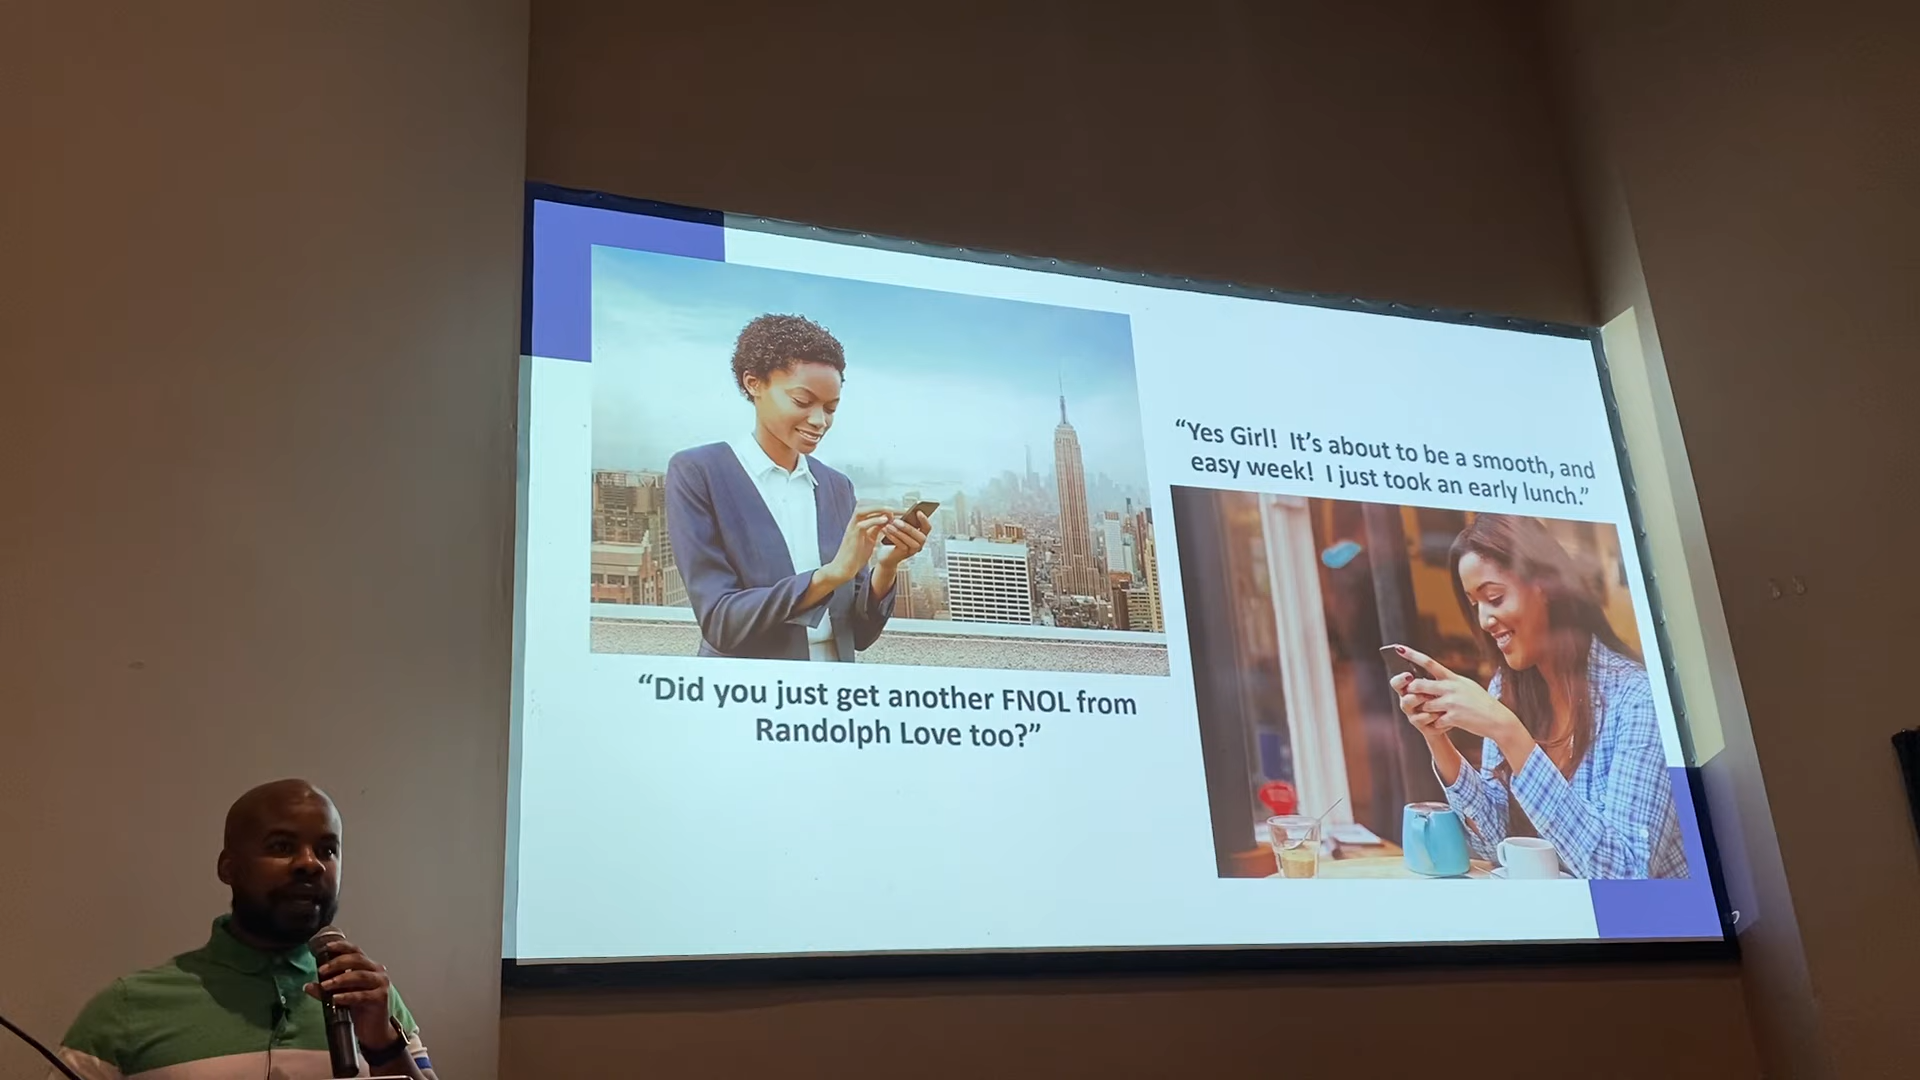 “Yes Girl!  It’s about to be a smooth, and
easy week!  I just took an early lunch.”
“Did you just get another FNOL from
Randolph Love too?”